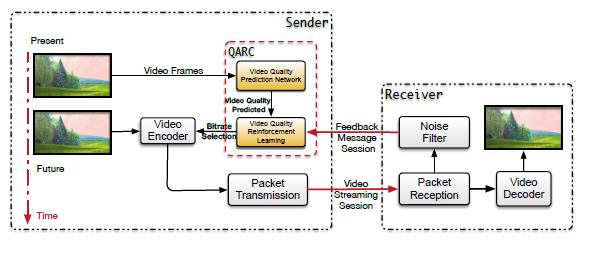 Sender
Present
QARC
Video Frames
Video Quality
Prediction Network
Video Quality
Predicted
Receiver
Video
Encoder
Bitrate
Selection
Video Quality
Reinforcement
Learning
Feedback
Message
Session
Noise
Filter
Future
Packet
Transmission
Video
Streaming
Session
Packet
Reception
Video
Decoder
Time